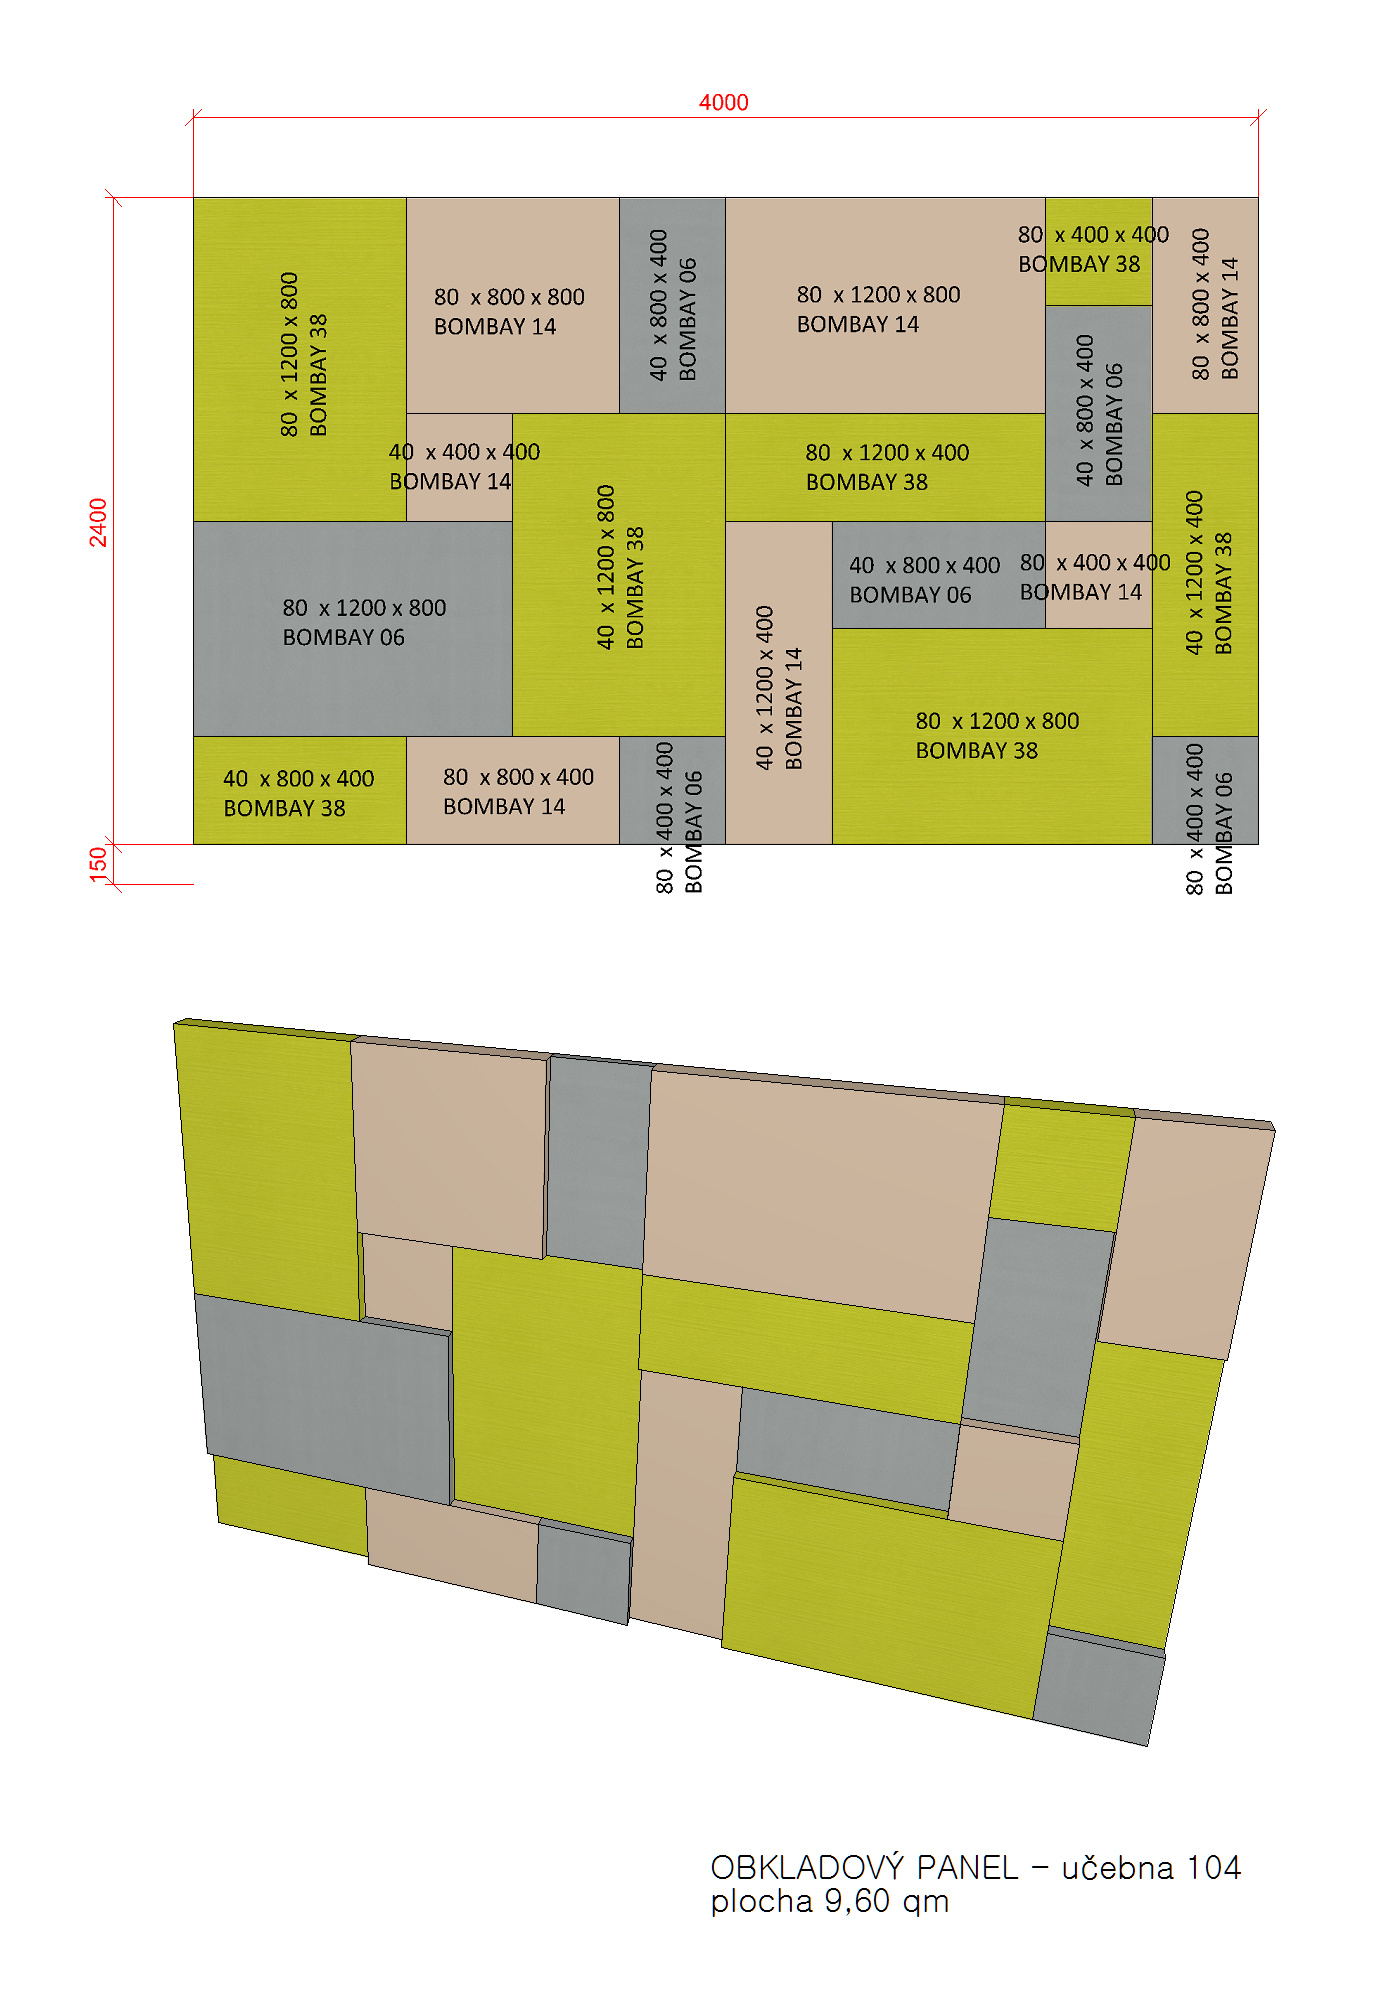 4000
2400
150
80 x 1200 x 800
BOMBAY 38
80 x 800 x 800
BOMBAY 14
40 x 800 x 400
BOMBAY 06
80 x 1200 x 800
BOMBAY 14
80 x 400 x 400
BOMBAY 38
80 x 800 x 400
BOMBAY 14
40 x 400 x 400
BOMBAY 14
40 x 1200 x 800
BOMBAY 38
80 x 1200 x 400
BOMBAY 38
40 x 800 x 400
BOMBAY 06
40 x 1200 x 400
BOMBAY 38
80 x 1200 x 800
BOMBAY 06
40 x 1200 x 400
BOMBAY 14
40 x 800 x 400
BOMBAY 06
80 x 400 x 400
BOMBAY 14
80 x 1200 x 800
BOMBAY 38
40 x 800 x 400
BOMBAY 38
80 x 800 x 400
BOMBAY 14
80 x 400 x 400
BOMBAY 06
80 x 400 x 400
BOMBAY 06
OBKLADOVÝ PANEL – učebna 104
plocha 9,60 qm